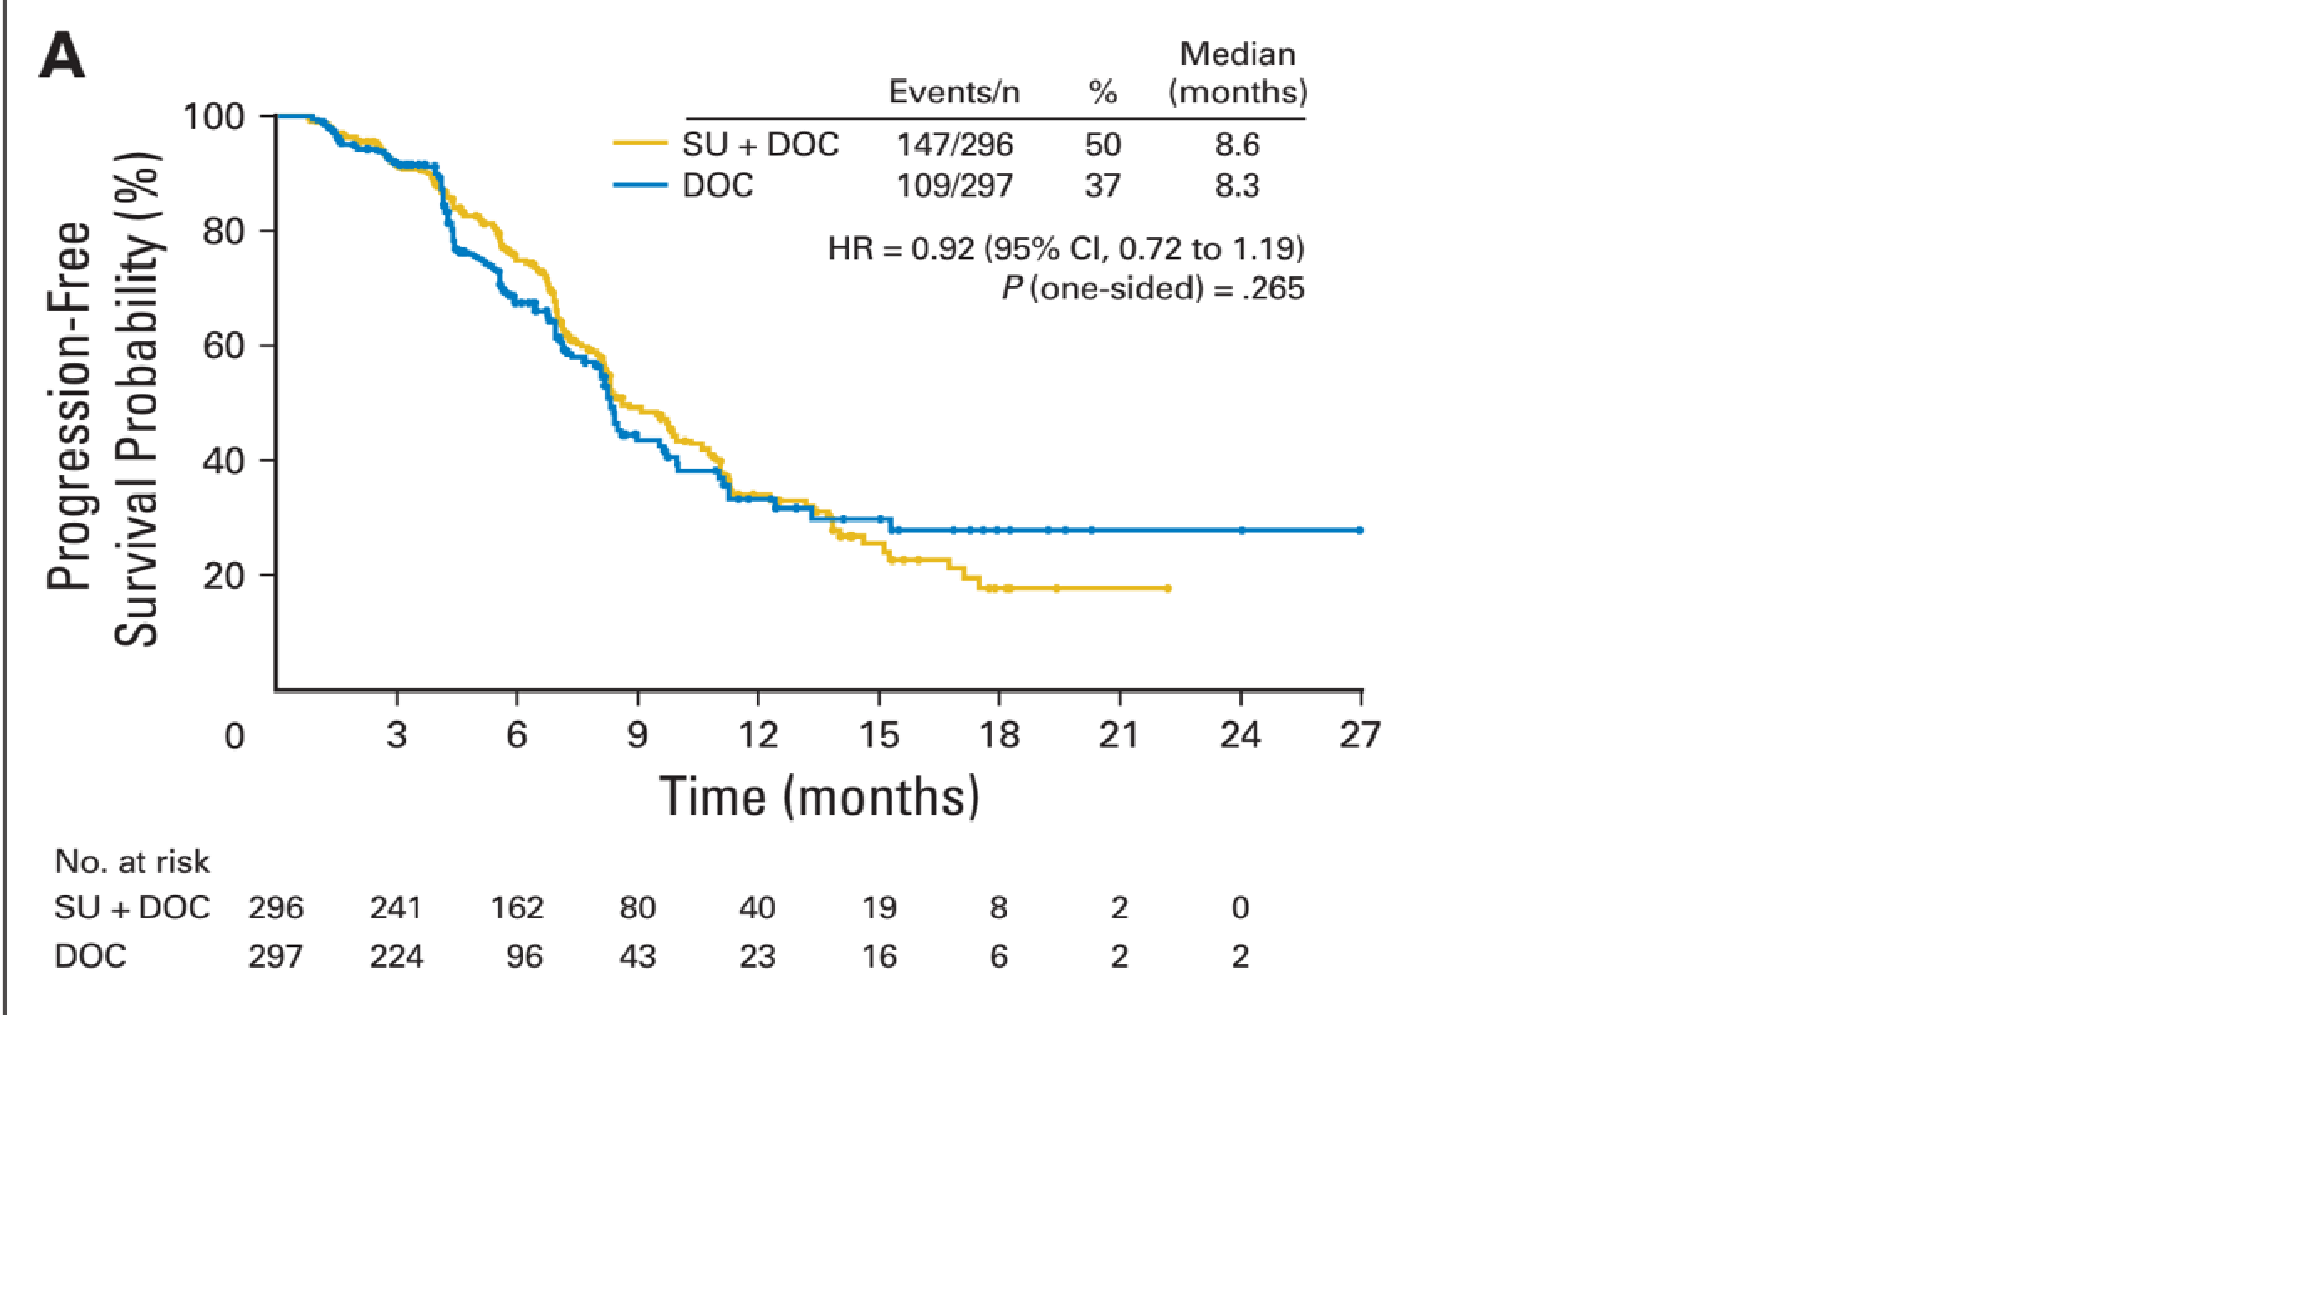 A
Median
Events/n % (months)
SU + DOC 147/296 50 8.6
DOC 109/297 37 8.3
HR = 0.92 (95% CI, 0.72 to 1.19)
P (one-sided) = .265
Progression-Free
Survival Probability (%)
100
80
60
40
20
0 3 6 9 12 15 18 21 24 27
Time (months)
No. at risk
SU + DOC 296 241 162 80 40 19 8 2 0
DOC 297 224 96 43 23 16 6 2 2